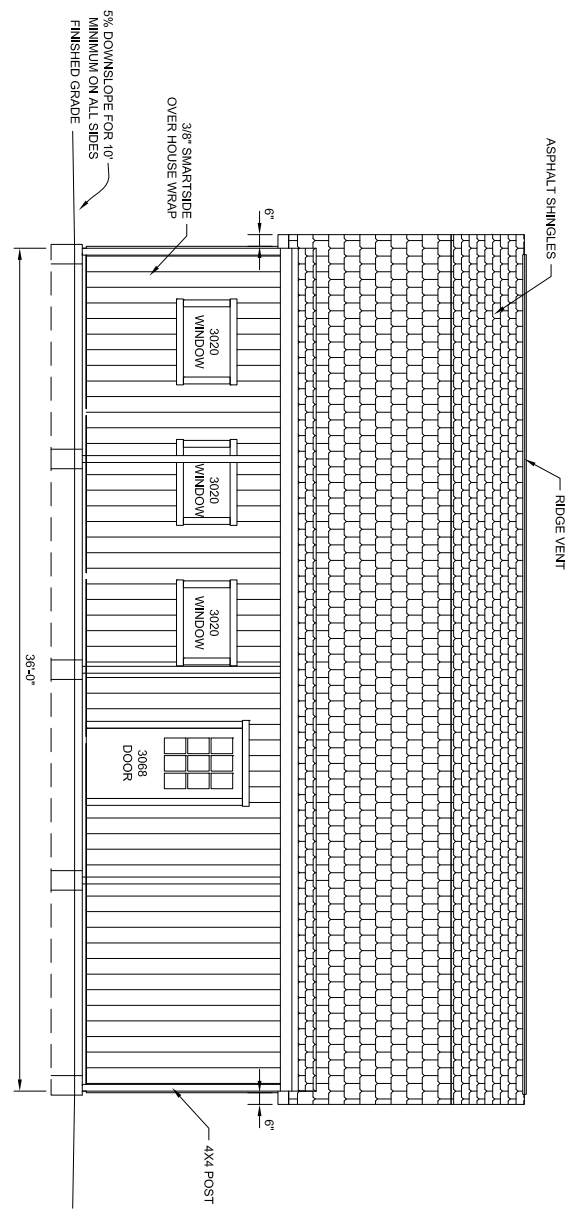 ASPHALT SHINGLES
RIDGE VENT
6"
6"
3/8" SMARTSIDE
OVER HOUSE WRAP
3020
WINDOW
3020
WINDOW
3020
WINDOW
3068
DOOR
4X4 POST
5% DOWNSLOPE FOR 10'
MINIMUM ON ALL SIDES
FINISHED GRADE
36'-0"